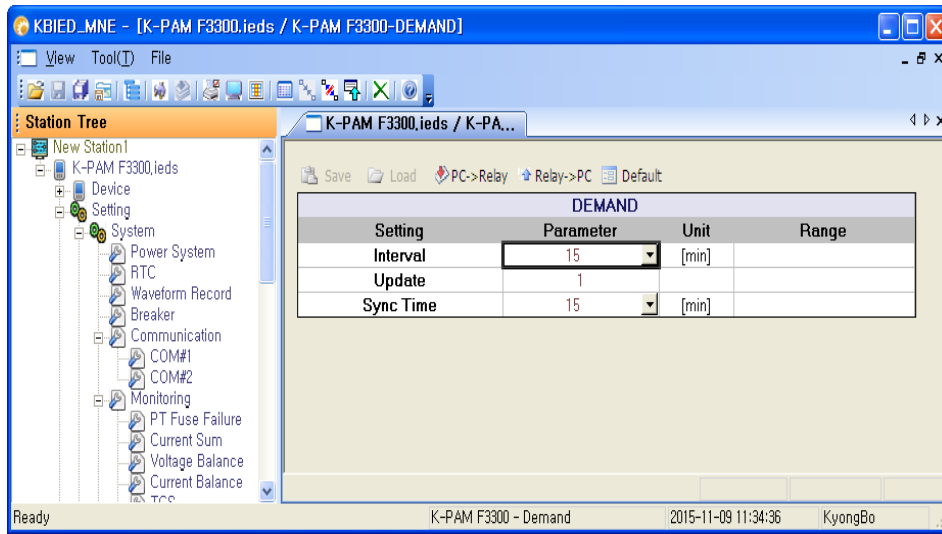 KBIED_MNE - [K-PAM F3300.ieds / K-PAM F3300-DEMAND]
View Tool(T) File
Station Tree
K-PAM F3300.ieds / K-PA...
New Station1
K-PAM F3300.ieds
Device
Setting
System
Power System
RTC
Waveform Record
Breaker
Communication
COM#1
COM#2
Monitoring
PT Fuse Failure
Current Sum
Voltage Balance
Current Balance
TCS
Save Load PC->Relay Relay->PC Default
DEMAND
Setting Parameter Unit Range
Interval 15 [min]
Update 1
Sync Time 15 [min]
Ready K-PAM F3300 - Demand 2015-11-09 11:34:36 KyongBo